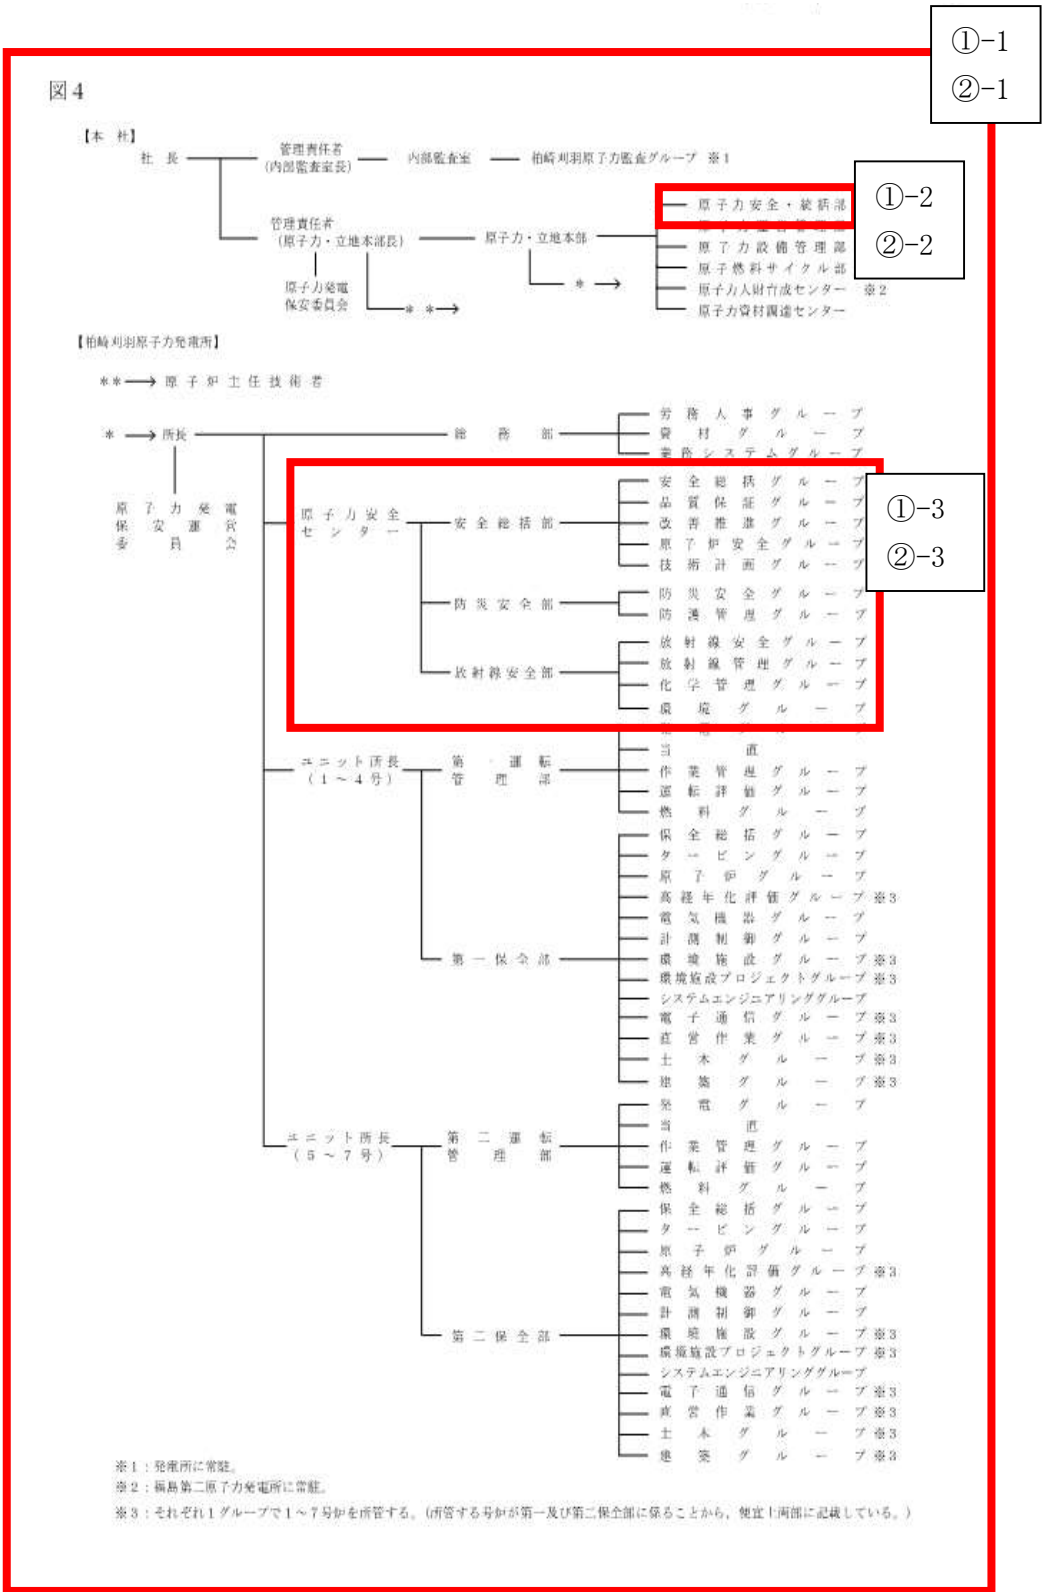 ①-1
②-1
図4
【本 社】
社 長
管理責任者
(内部監査室長)
内部監査室
柏崎刈羽原子力監査グループ ※1
①-2
②-2
原子力安全・統括部
管理責任者
(原子力・立地本部長)
原子力・立地本部
原子力運営管理部
原子力設備管理部
原子燃料サイクル部
原子力人財育成センター ※2
原子力資材調達センター
原子力発電
保安委員会
* →
* *→
【柏崎刈羽原子力発電所】
**→ 原子炉主任技術者
* → 所長
原子力発電
保安運営
委員会
総務部
労務人事グループ
資材グループ
業務システムグループ
①-3
②-3
原子力安全
センター
安全総括部
安全総括グループ
品質保証グループ
改善推進グループ
原子炉安全グループ
技術計画グループ
防災安全部
防災安全グループ
防護管理グループ
放射線安全部
放射線安全グループ
放射線管理グループ
化学管理グループ
環境グループ
ユニット所長
(1～4号)
第一運転
管理部
発電グループ
当直
作業管理グループ
運転評価グループ
燃料グループ
第一保全部
保全総括グループ
タービングループ
原子炉グループ
高経年化評価グループ※3
電気機器グループ
計測制御グループ
環境施設グループ※3
環境施設プロジェクトグループ※3
システムエンジニアリンググループ
電子通信グループ※3
直営作業グループ※3
土木グループ※3
建築グループ※3
ユニット所長
(5～7号)
第二運転
管理部
発電グループ
当直
作業管理グループ
運転評価グループ
燃料グループ
第二保全部
保全総括グループ
タービングループ
原子炉グループ
高経年化評価グループ※3
電気機器グループ
計測制御グループ
環境施設グループ※3
環境施設プロジェクトグループ※3
システムエンジニアリンググループ
電子通信グループ※3
直営作業グループ※3
土木グループ※3
建築グループ※3
※1：発電所に常駐。
※2：福島第二原子力発電所に常駐。
※3：それぞれ1グループで1～7号炉を所管する。(所管する号炉が第一及び第二保全部に係ることから，便宜上両部に記載している。)